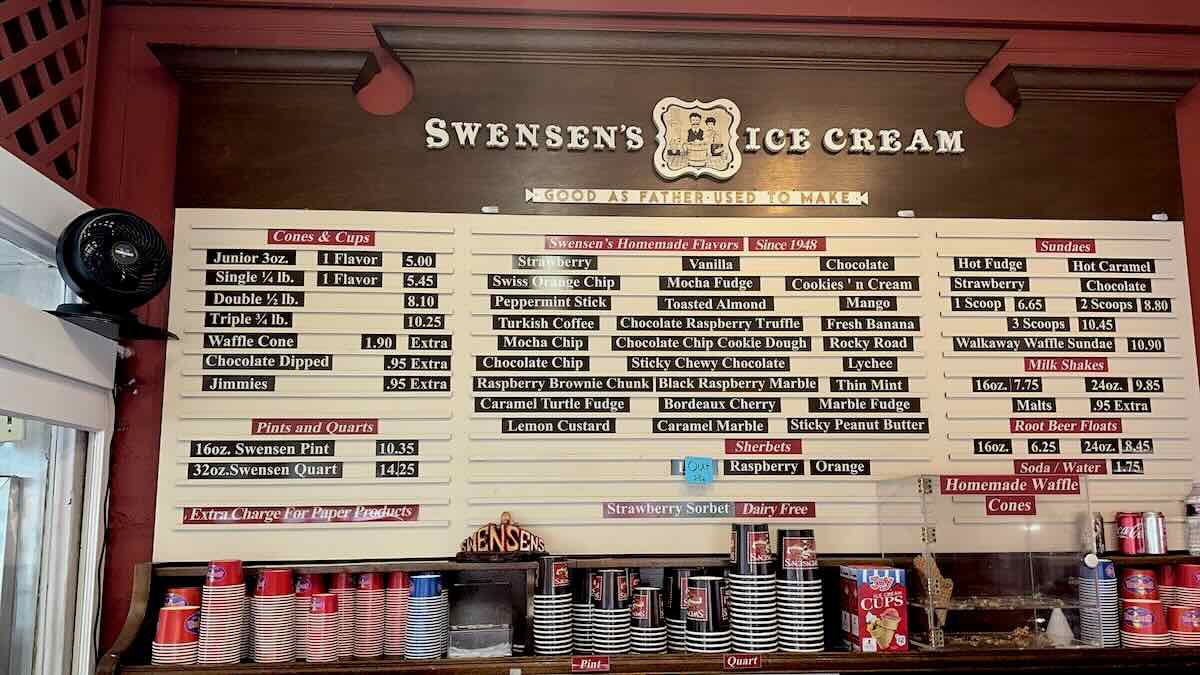 SWENSEN'S ICE CREAM
GOOD AS FATHER·USED TO MAKE
Cones & Cups
Junior 3oz. 1 Flavor 5.00
Single ¼ lb. 1 Flavor 5.45
Double ½ lb. 8.10
Triple ¾ lb. 10.25
Waffle Cone 1.90 Extra
Chocolate Dipped .95 Extra
Jimmies .95 Extra
Pints and Quarts
16oz. Swensen Pint 10.35
32oz.Swensen Quart 14.25
Extra Charge For Paper Products
Swensen's Homemade Flavors Since 1948
Strawberry Vanilla Chocolate
Swiss Orange Chip Mocha Fudge Cookies ' n Cream
Peppermint Stick Toasted Almond Mango
Turkish Coffee Chocolate Raspberry Truffle Fresh Banana
Mocha Chip Chocolate Chip Cookie Dough Rocky Road
Chocolate Chip Sticky Chewy Chocolate Lychee
Raspberry Brownie Chunk Black Raspberry Marble Thin Mint
Caramel Turtle Fudge Bordeaux Cherry Marble Fudge
Lemon Custard Caramel Marble Sticky Peanut Butter
Sherbets
Out
Raspberry Orange
Strawberry Sorbet Dairy Free
Sundaes
Hot Fudge Hot Caramel
Strawberry Chocolate
1 Scoop 6.65 2 Scoops 8.80
3 Scoops 10.45
Walkaway Waffle Sundae 10.90
Milk Shakes
16oz. 7.75 24oz. 9.85
Malts .95 Extra
Root Beer Floats
16oz. 6.25 24oz. 8.45
Soda / Water 1.75
Homemade Waffle
Cones
SWENSENS
Joy
ICE CREAM
CUPS
Pint
Quart